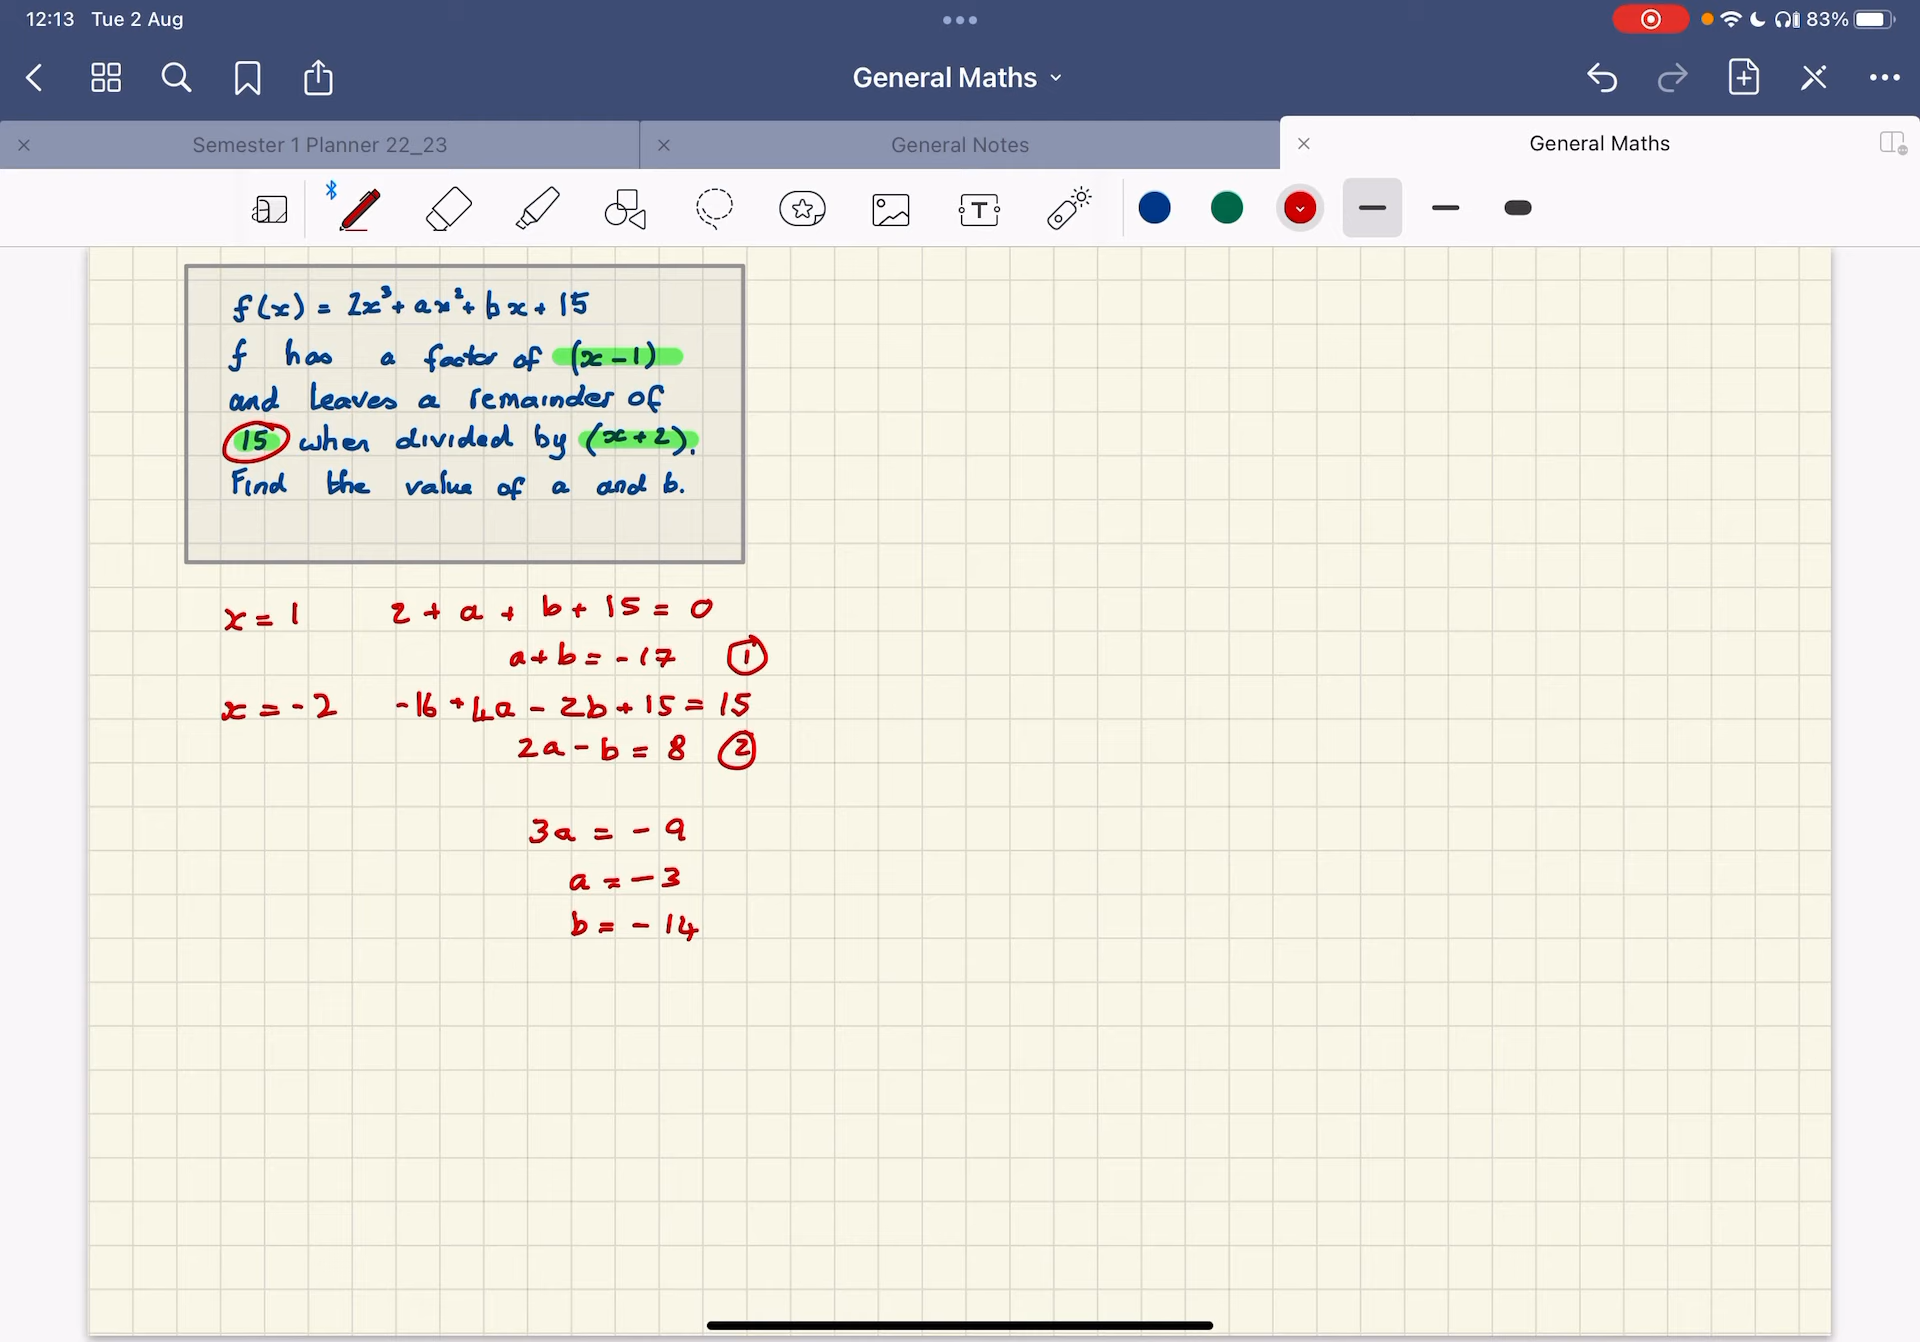 12:13 Tue 2 Aug
83%
General Maths
Semester 1 Planner 22_23
General Notes
General Maths
a
T
f(x) = 2x³ + ax² + bx + 15
f has a factor of (x-1)
and leaves a remainder of
15 when divided by (x+2).
Find the value of a and b.
x = 1 2 + a + b + 15 = 0
a + b = -17 ①
x = -2 -16 + 4a - 2b + 15 = 15
2a - b = 8 ②
3a = -9
a = -3
b = -14